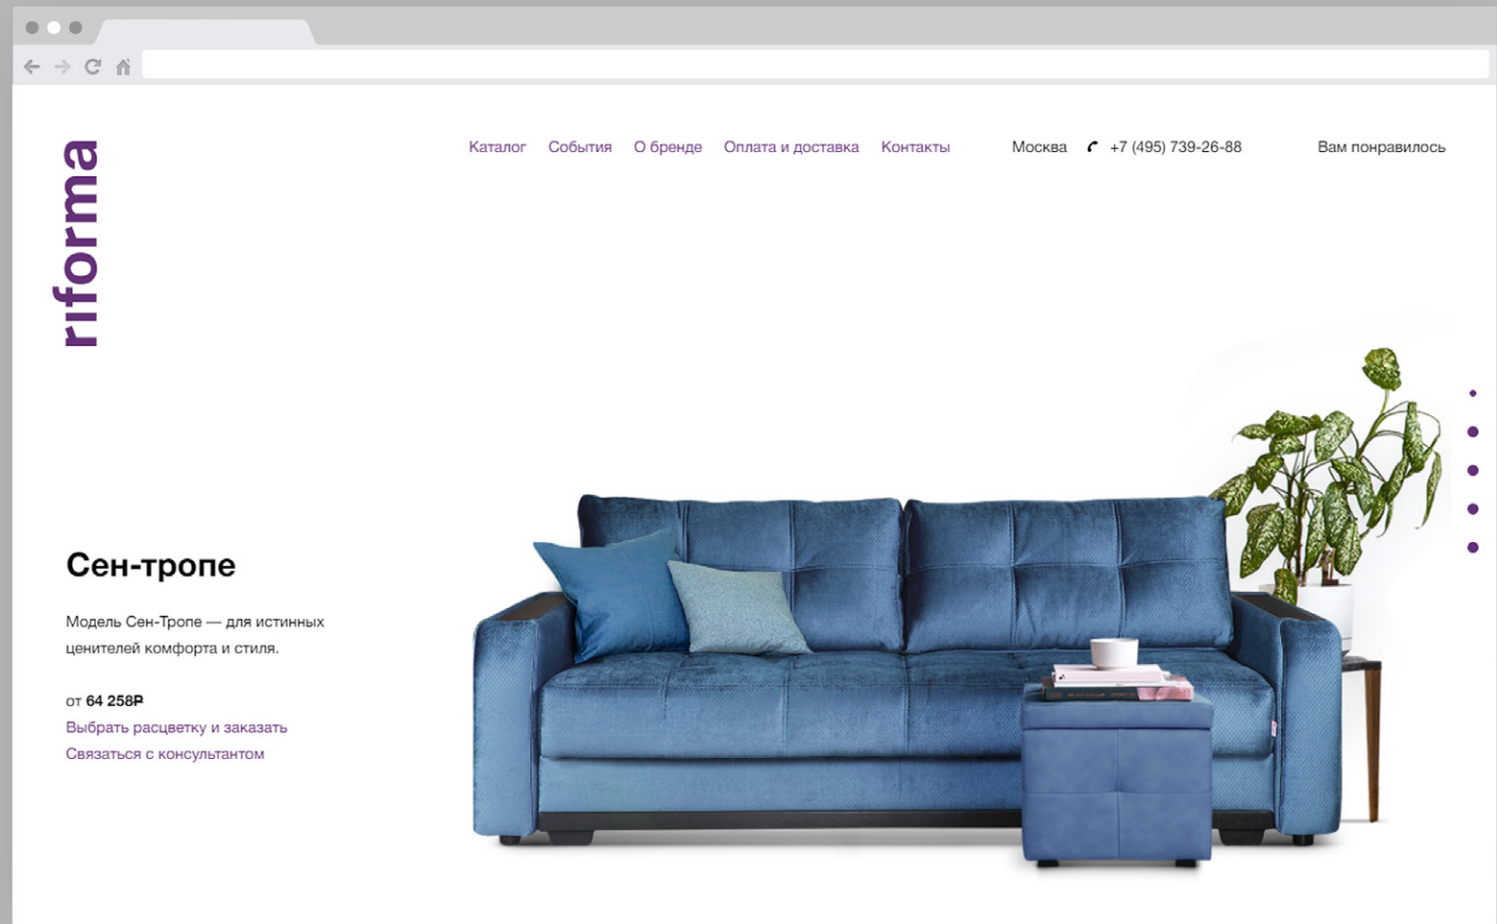 riforma
Каталог События О бренде Оплата и доставка Контакты Москва +7 (495) 739-26-88 Вам понравилось
Сен-тропе
Модель Сен-Тропе — для истинных
ценителей комфорта и стиля.
от 64 258₽
Выбрать расцветку и заказать
Связаться с консультантом